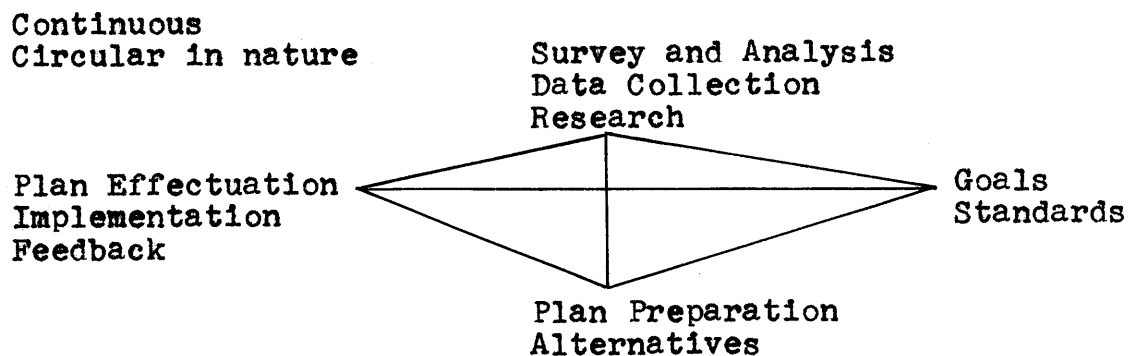 Continuous
Circular in nature
Survey and Analysis
Data Collection
Research
Plan Effectuation
Implementation
Feedback
Goals
Standards
Plan Preparation
Alternatives